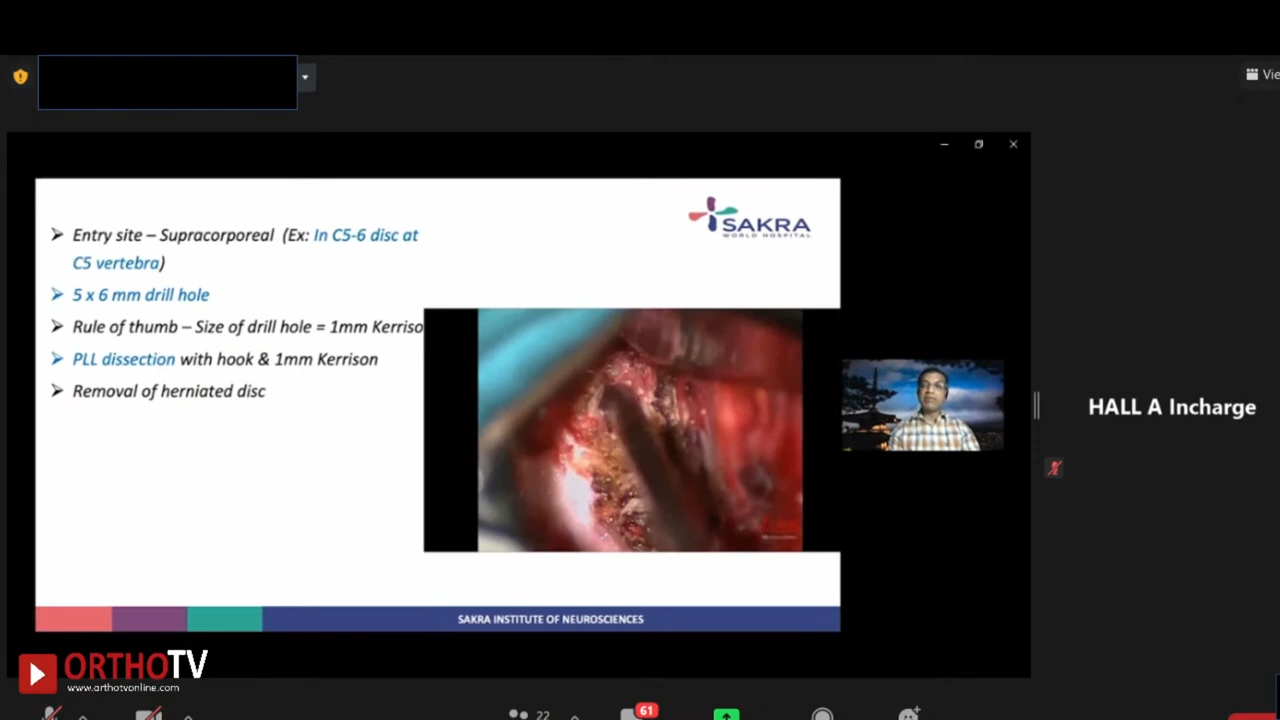 Vie
SAKRA
WORLD HOSPITAL
Entry site – Supracorporeal (Ex: In C5-6 disc at
C5 vertebra)
5 x 6 mm drill hole
Rule of thumb – Size of drill hole = 1mm Kerriso
PLL dissection with hook & 1mm Kerrison
Removal of herniated disc
HALL A Incharge
SAKRA INSTITUTE OF NEUROSCIENCES
ORTHOTV
www.orthotvonline.com
22
61